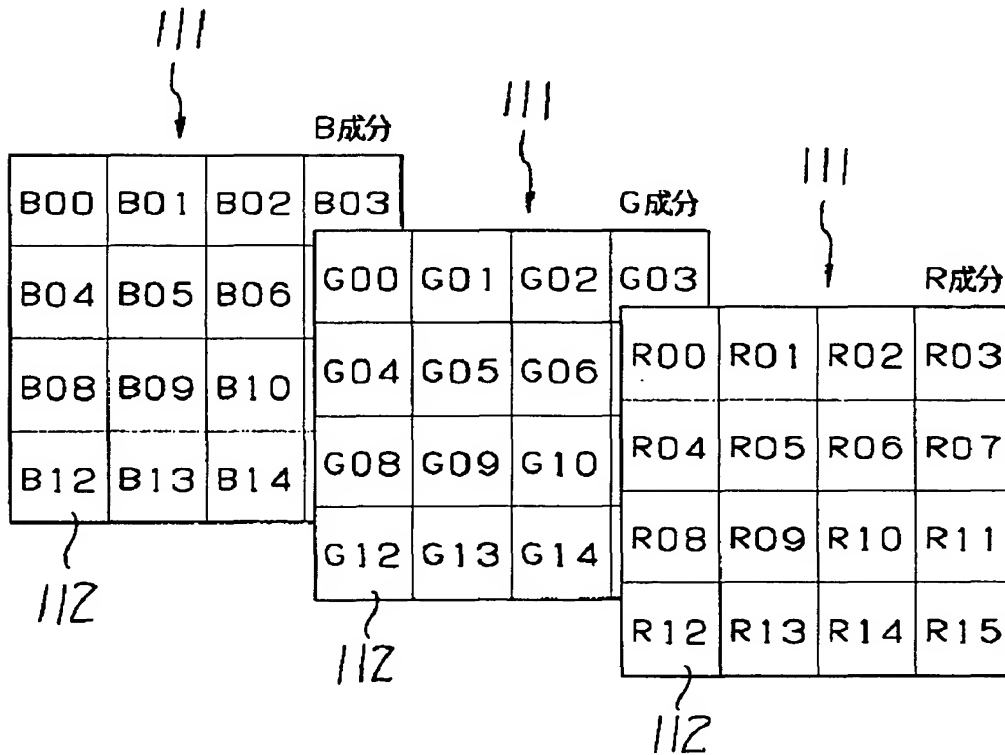 111
B成分
B00 B01 B02 B03
B04 B05 B06
B08 B09 B10
B12 B13 B14
112
111
G成分
G00 G01 G02 G03
G04 G05 G06
G08 G09 G10
G12 G13 G14
112
111
R成分
R00 R01 R02 R03
R04 R05 R06 R07
R08 R09 R10 R11
R12 R13 R14 R15
112